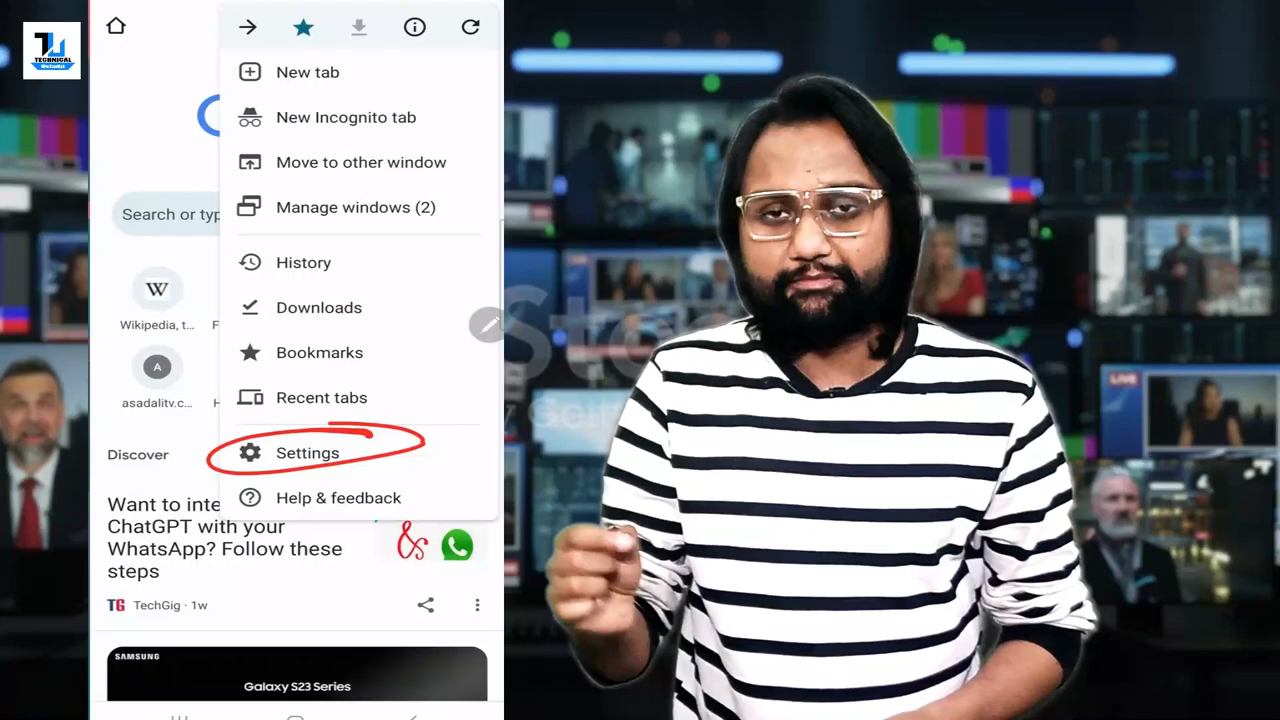 TECHNICAL
New tab
New Incognito tab
Move to other window
Manage windows (2)
Search or typ
History
Downloads
W
Wikipedia, t...
F
Bookmarks
A
asadalitv.c...
H
Recent tabs
Discover
Settings
Help & feedback
Want to inte
ChatGPT with your
WhatsApp? Follow these
steps
TG TechGig · 1w
SAMSUNG
Galaxy S23 Series
LIVE